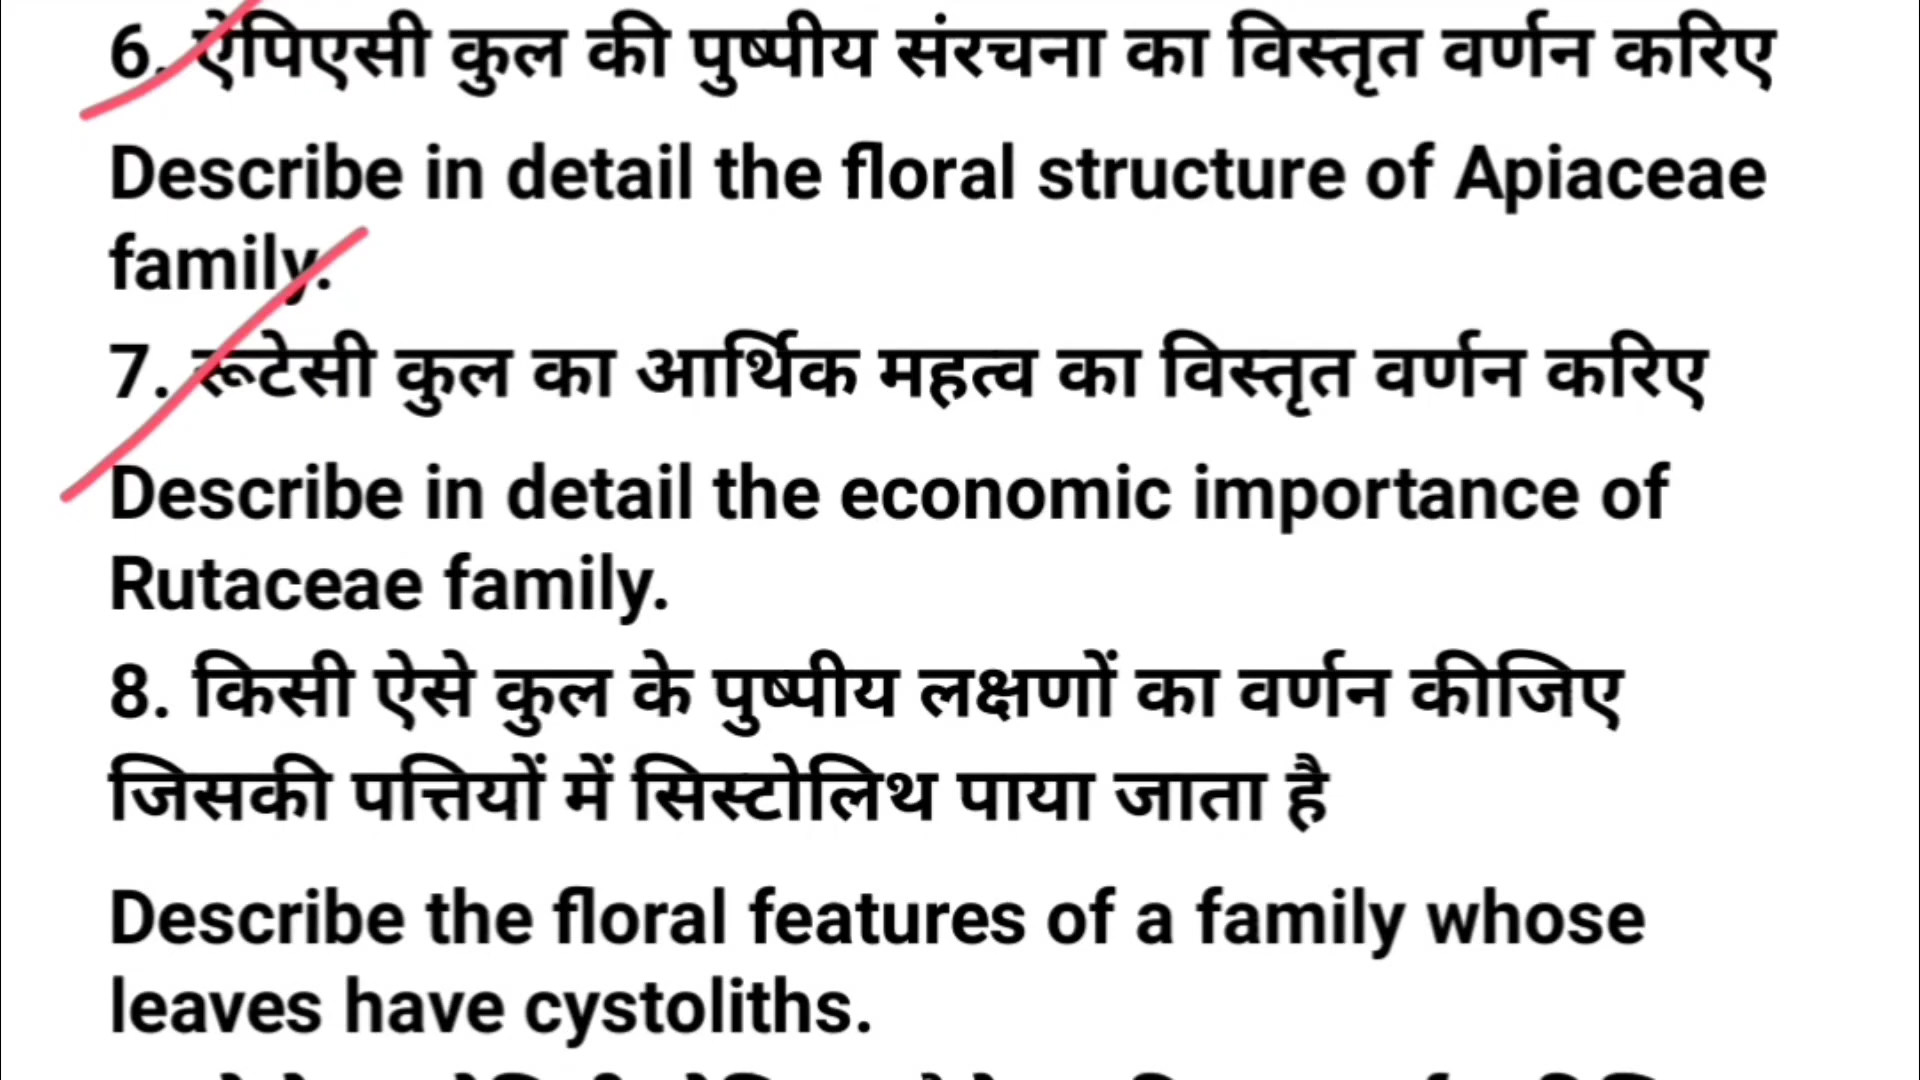 6. ऐपिएसी कुल की पुष्पीय संरचना का विस्तृत वर्णन करिए
Describe in detail the floral structure of Apiaceae
family.
7. रूटेसी कुल का आर्थिक महत्व का विस्तृत वर्णन करिए
Describe in detail the economic importance of
Rutaceae family.
8. किसी ऐसे कुल के पुष्पीय लक्षणों का वर्णन कीजिए
जिसकी पत्तियों में सिस्टोलिथ पाया जाता है
Describe the floral features of a family whose
leaves have cystoliths.